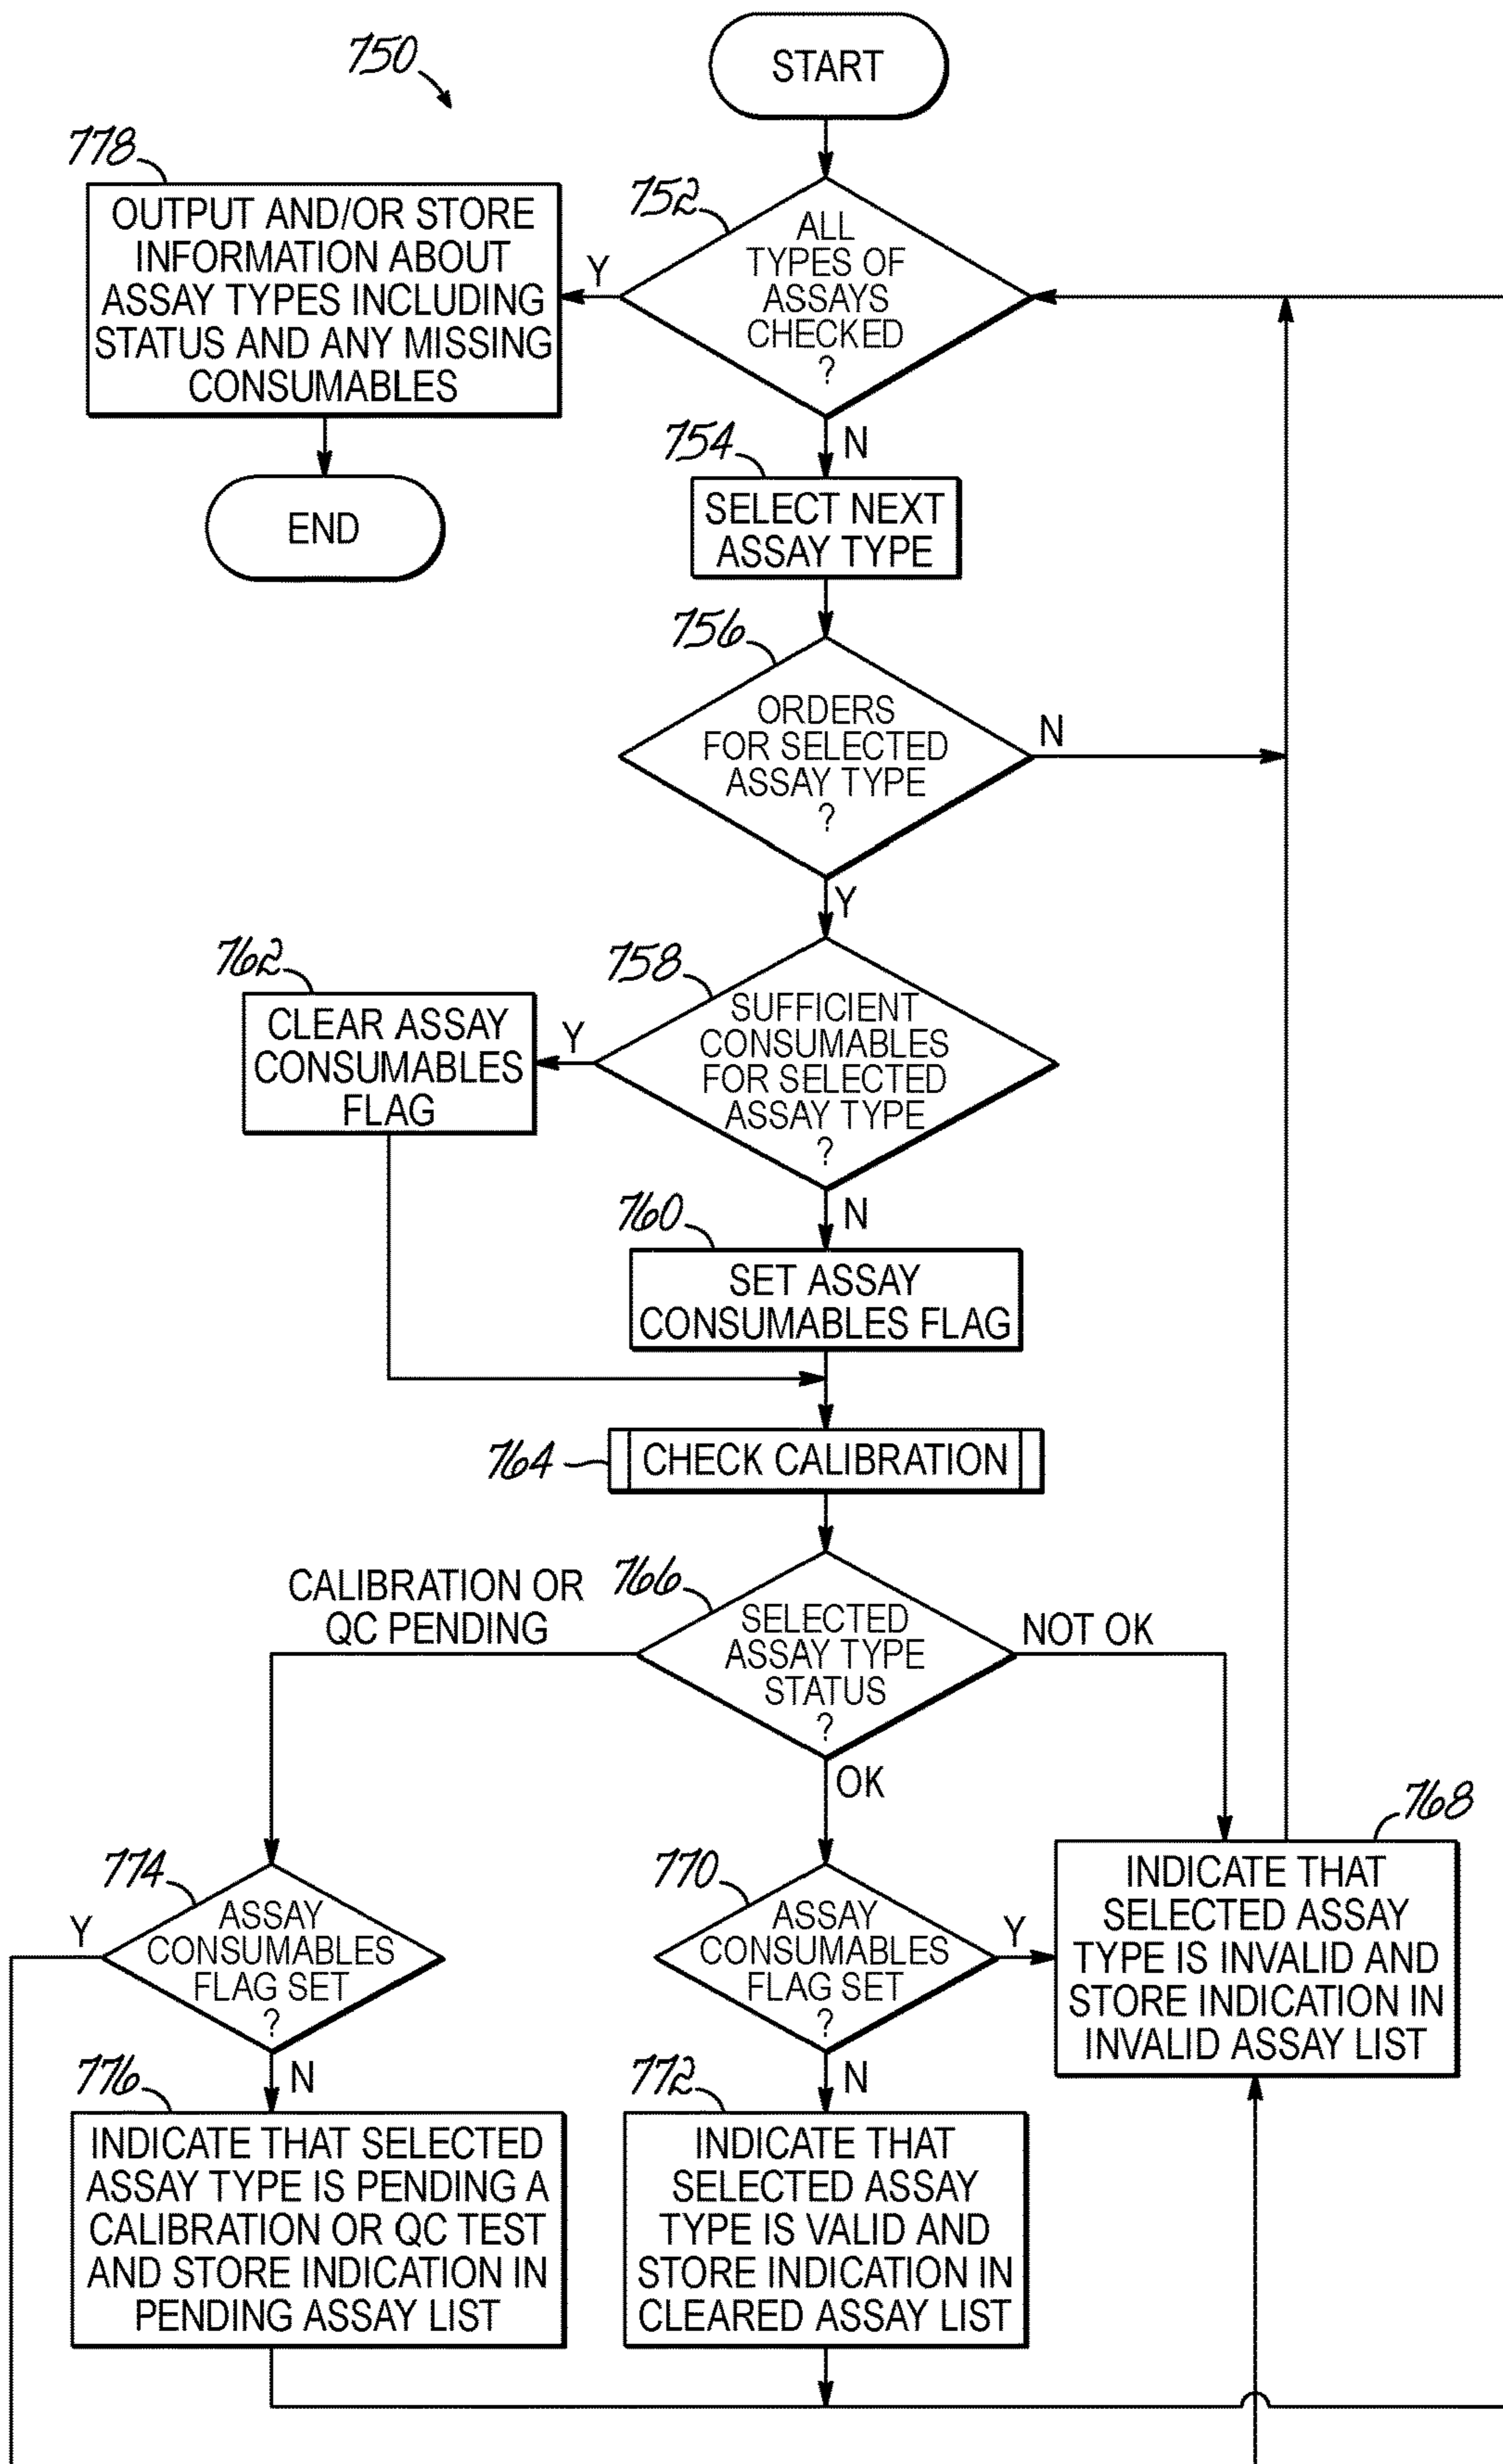 750
START
778
OUTPUT AND/OR STORE
INFORMATION ABOUT
ASSAY TYPES INCLUDING
STATUS AND ANY MISSING
CONSUMABLES
752
ALL
TYPES OF
ASSAYS
CHECKED
?
Y
N
END
754
SELECT NEXT
ASSAY TYPE
756
ORDERS
FOR SELECTED
ASSAY TYPE
?
N
Y
762
CLEAR ASSAY
CONSUMABLES
FLAG
Y
758
SUFFICIENT
CONSUMABLES
FOR SELECTED
ASSAY TYPE
?
N
760
SET ASSAY
CONSUMABLES FLAG
764
CHECK CALIBRATION
CALIBRATION OR
QC PENDING
766
SELECTED
ASSAY TYPE
STATUS
?
NOT OK
OK
774
ASSAY
CONSUMABLES
FLAG SET
?
Y
N
770
ASSAY
CONSUMABLES
FLAG SET
?
Y
N
768
INDICATE THAT
SELECTED ASSAY
TYPE IS INVALID AND
STORE INDICATION IN
INVALID ASSAY LIST
776
INDICATE THAT SELECTED
ASSAY TYPE IS PENDING A
CALIBRATION OR QC TEST
AND STORE INDICATION IN
PENDING ASSAY LIST
772
INDICATE THAT
SELECTED ASSAY
TYPE IS VALID AND
STORE INDICATION IN
CLEARED ASSAY LIST